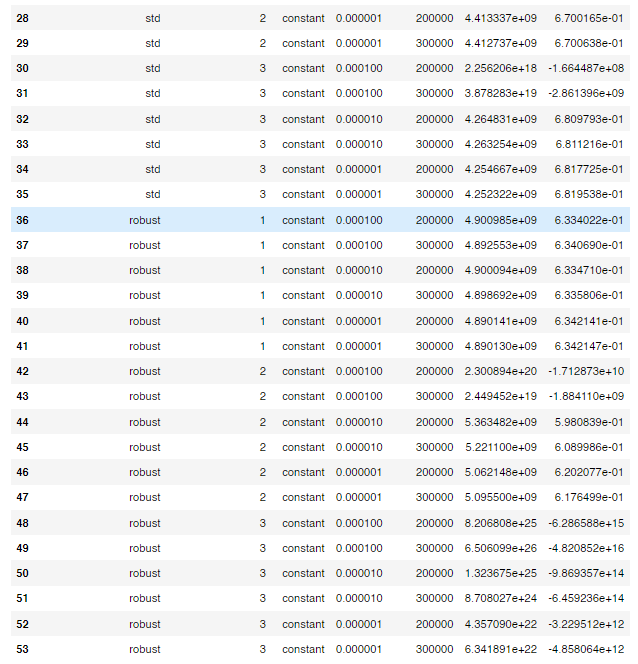 28 std 2 constant 0.000001 200000 4.413337e+09 6.700165e-01
29 std 2 constant 0.000001 300000 4.412737e+09 6.700638e-01
30 std 3 constant 0.000100 200000 2.256206e+18 -1.664487e+08
31 std 3 constant 0.000100 300000 3.878283e+19 -2.861396e+09
32 std 3 constant 0.000010 200000 4.264831e+09 6.809793e-01
33 std 3 constant 0.000010 300000 4.263254e+09 6.811216e-01
34 std 3 constant 0.000001 200000 4.254667e+09 6.817725e-01
35 std 3 constant 0.000001 300000 4.252322e+09 6.819538e-01
36 robust 1 constant 0.000100 200000 4.900985e+09 6.334022e-01
37 robust 1 constant 0.000100 300000 4.892553e+09 6.340690e-01
38 robust 1 constant 0.000010 200000 4.900094e+09 6.334710e-01
39 robust 1 constant 0.000010 300000 4.898692e+09 6.335806e-01
40 robust 1 constant 0.000001 200000 4.890141e+09 6.342141e-01
41 robust 1 constant 0.000001 300000 4.890130e+09 6.342147e-01
42 robust 2 constant 0.000100 200000 2.300894e+20 -1.712873e+10
43 robust 2 constant 0.000100 300000 2.449452e+19 -1.884110e+09
44 robust 2 constant 0.000010 200000 5.363482e+09 5.980839e-01
45 robust 2 constant 0.000010 300000 5.221100e+09 6.089986e-01
46 robust 2 constant 0.000001 200000 5.062148e+09 6.202077e-01
47 robust 2 constant 0.000001 300000 5.095500e+09 6.176499e-01
48 robust 3 constant 0.000100 200000 8.206808e+25 -6.286588e+15
49 robust 3 constant 0.000100 300000 6.506099e+26 -4.820852e+16
50 robust 3 constant 0.000010 200000 1.323675e+25 -9.869357e+14
51 robust 3 constant 0.000010 300000 8.708027e+24 -6.459236e+14
52 robust 3 constant 0.000001 200000 4.357090e+22 -3.229512e+12
53 robust 3 constant 0.000001 300000 6.341891e+22 -4.858064e+12